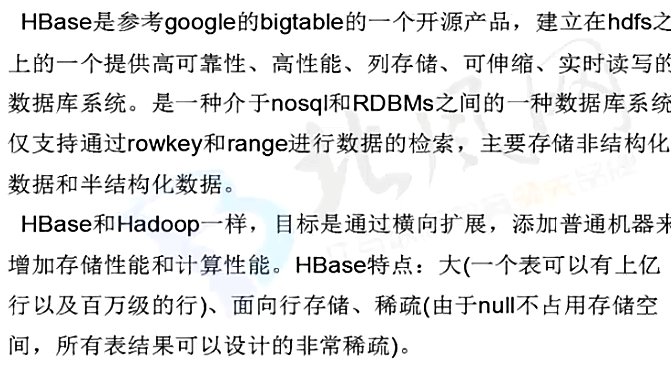 HBase是参考google的bigtable的一个开源产品，建立在hdfs之
上的一个提供高可靠性、高性能、列存储、可伸缩、实时读写的
数据库系统。是一种介于nosql和RDBMs之间的一种数据库系统
仅支持通过rowkey和range进行数据的检索，主要存储非结构化
数据和半结构化数据。
HBase和Hadoop一样，目标是通过横向扩展，添加普通机器来
增加存储性能和计算性能。HBase特点：大(一个表可以有上亿
行以及百万级的行)、面向行存储、稀疏(由于null不占用存储空
间，所有表结果可以设计的非常稀疏)。
北风网